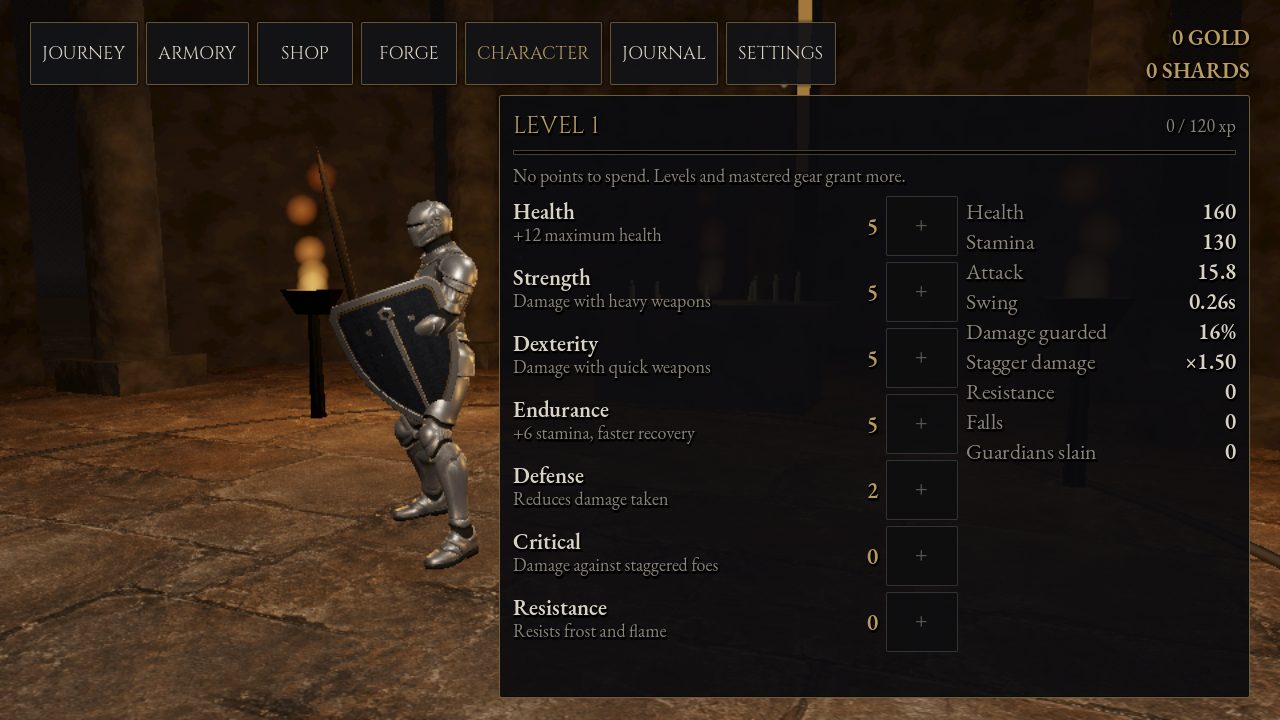 JOURNEY ARMORY SHOP FORGE CHARACTER JOURNAL SETTINGS
0 GOLD
0 SHARDS
LEVEL 1 0 / 120 xp
No points to spend. Levels and mastered gear grant more.
Health 5 +
+12 maximum health
Strength 5 +
Damage with heavy weapons
Dexterity 5 +
Damage with quick weapons
Endurance 5 +
+6 stamina, faster recovery
Defense 2 +
Reduces damage taken
Critical 0 +
Damage against staggered foes
Resistance 0 +
Resists frost and flame
Health 160
Stamina 130
Attack 15.8
Swing 0.26s
Damage guarded 16%
Stagger damage ×1.50
Resistance 0
Falls 0
Guardians slain 0